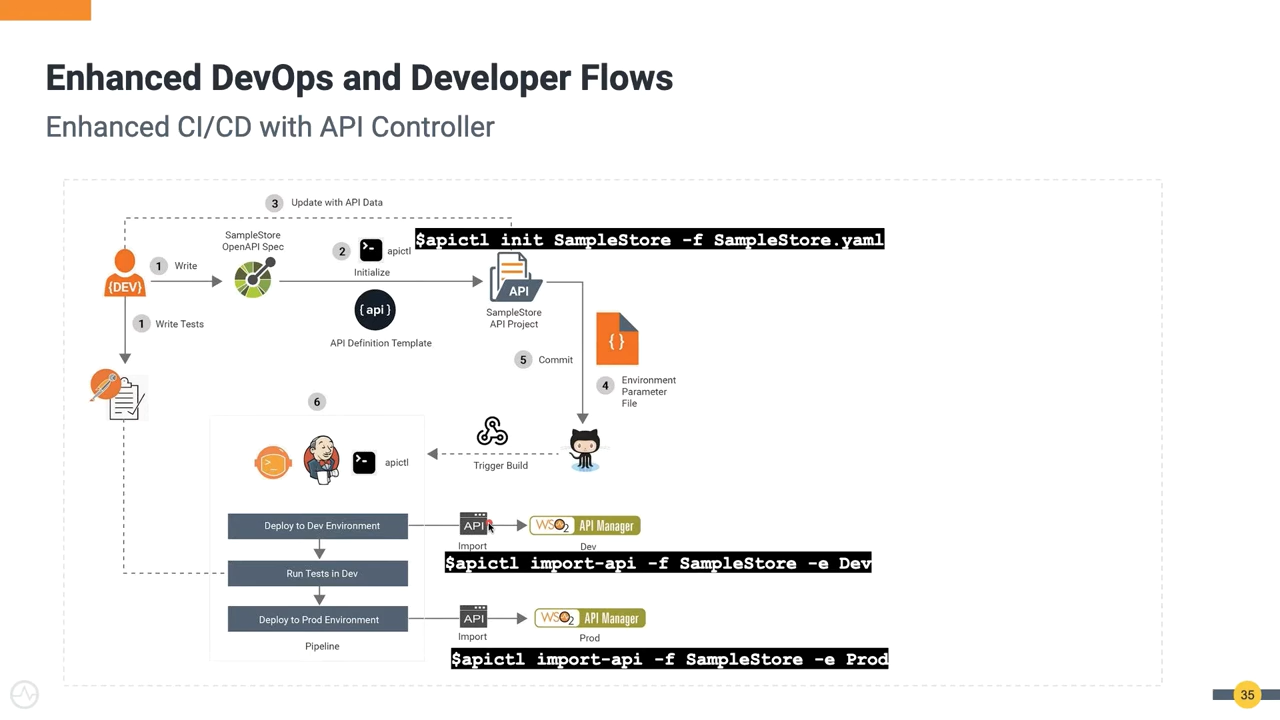 Enhanced DevOps and Developer Flows
Enhanced CI/CD with API Controller
3 Update with API Data
SampleStore
OpenAPI Spec
2 apictl
Initialize
$apictl init SampleStore -f SampleStore.yaml
{DEV}
1 Write
API
{api}
SampleStore
API Project
1 Write Tests
API Definition Template
{ }
5 Commit
4 Environment
Parameter
File
6
apictl
Trigger Build
Deploy to Dev Environment
API
Import
WSO2 API Manager
Dev
$apictl import-api -f SampleStore -e Dev
Run Tests in Dev
Deploy to Prod Environment
API
Import
WSO2 API Manager
Prod
Pipeline
$apictl import-api -f SampleStore -e Prod
35